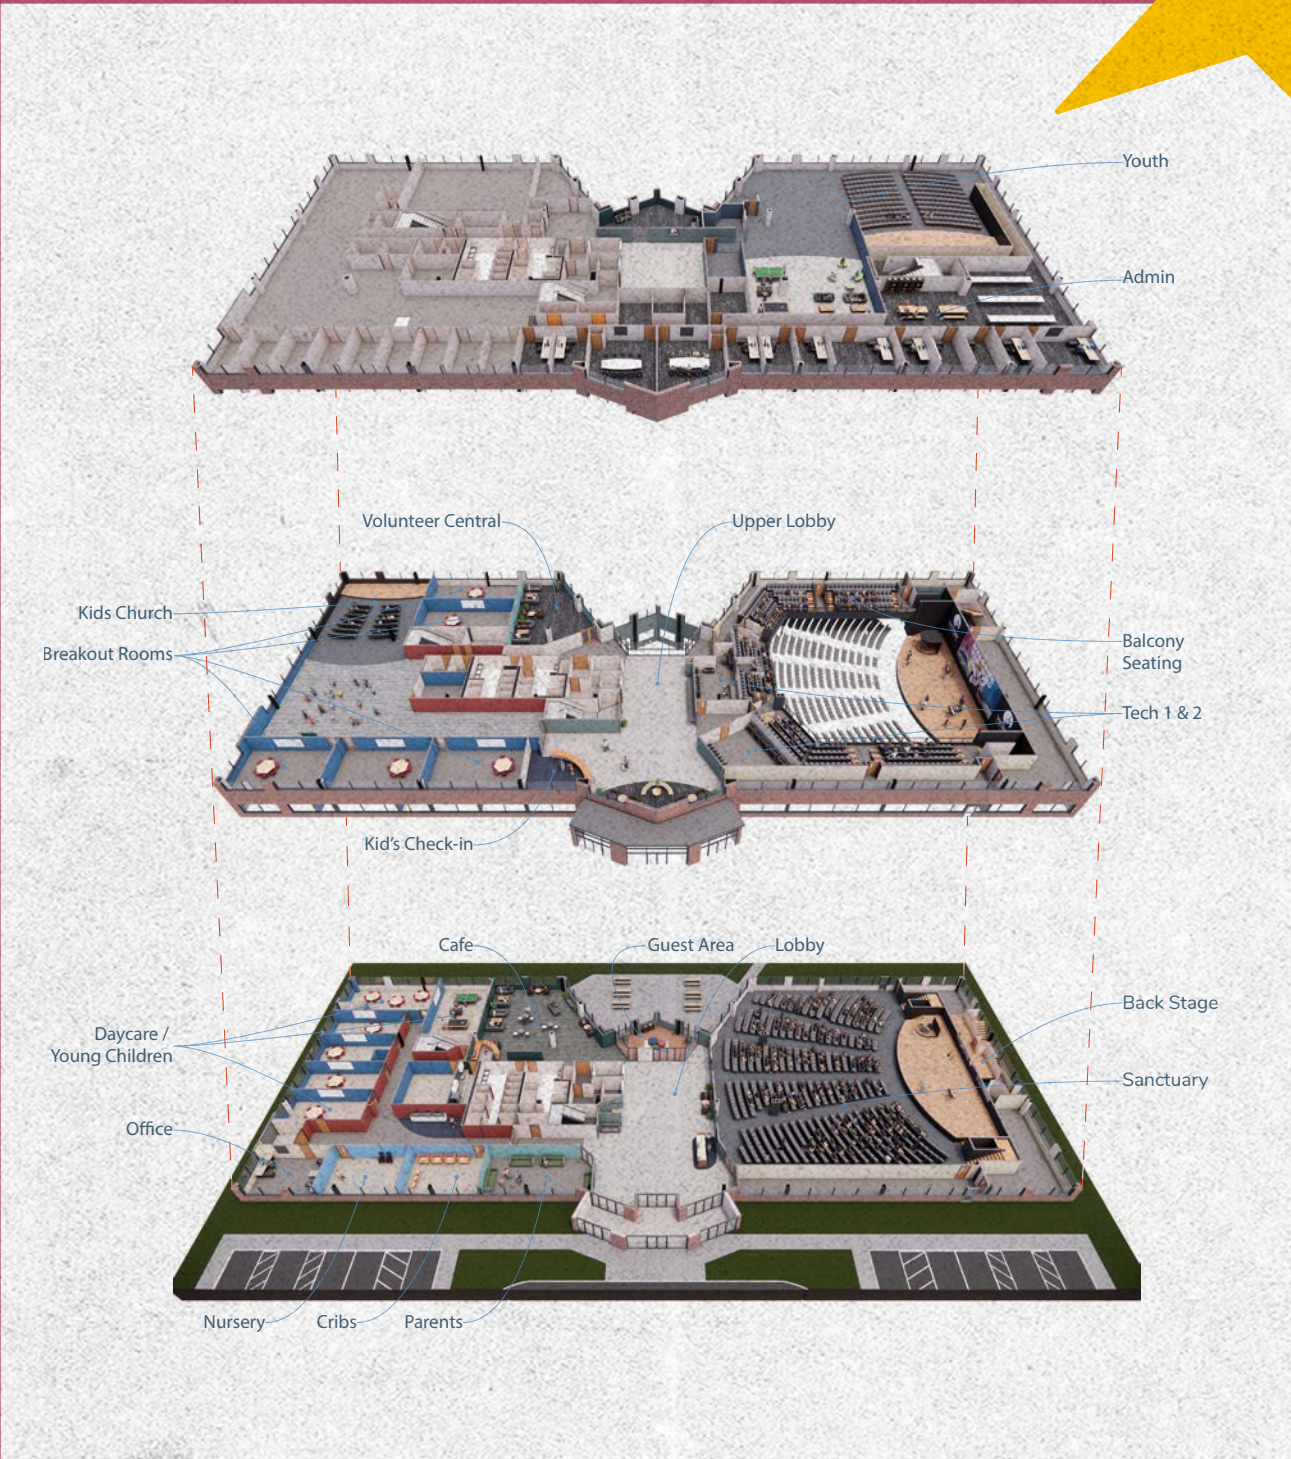 Youth
Admin
Volunteer Central
Upper Lobby
Kids Church
Breakout Rooms
Balcony
Seating
Tech 1 & 2
Kid's Check-in
Cafe
Guest Area
Lobby
Back Stage
Daycare /
Young Children
Sanctuary
Office
Nursery
Cribs
Parents